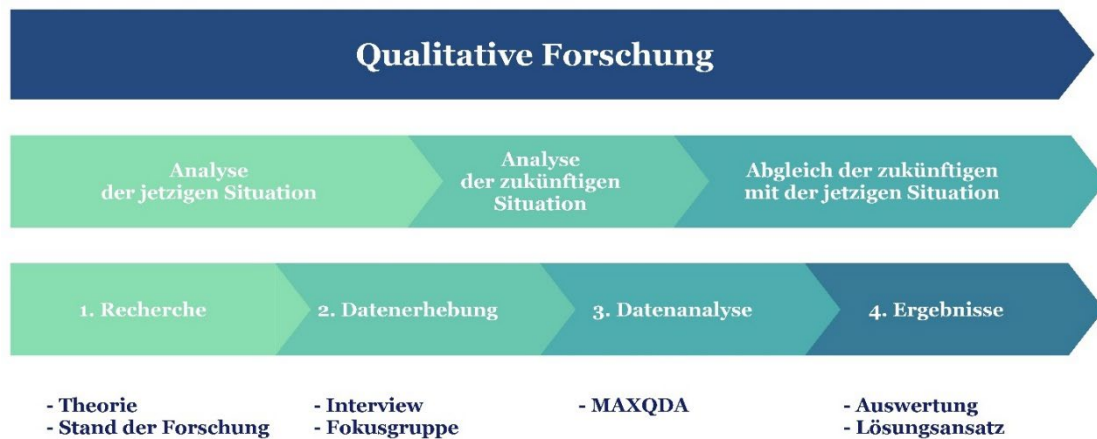 Qualitative Forschung
Analyse
der jetzigen Situation
Analyse
der zukünftigen
Situation
Abgleich der zukünftigen
mit der jetzigen Situation
1. Recherche
2. Datenerhebung
3. Datenanalyse
4. Ergebnisse
- Theorie
- Stand der Forschung
- Interview
- Fokusgruppe
- MAXQDA
- Auswertung
- Lösungsansatz